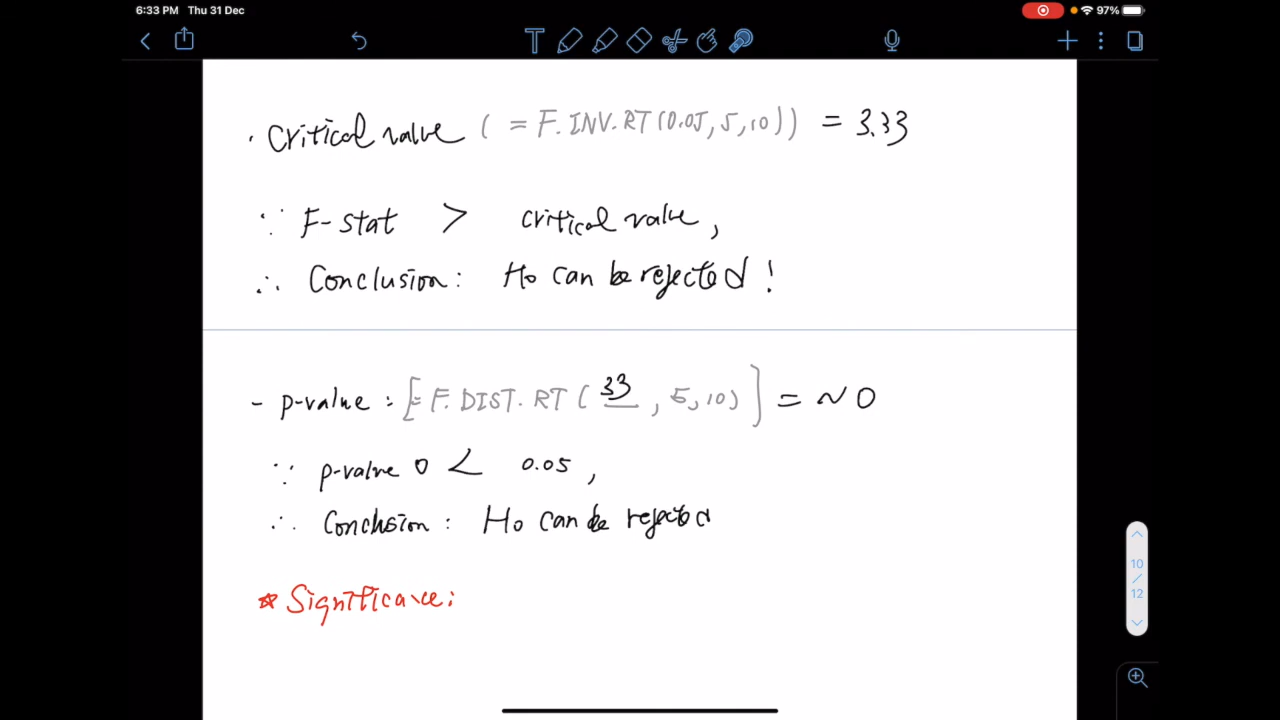 6:33 PM Thu 31 Dec
97%
· Critical value ( = F.INV.RT(0.05, 5, 10)) = 3.33
∵ F-stat > critical value,
∴ Conclusion: Ho can be rejected!
- p-value : [= F.DIST.RT( 33 , 5, 10) ] = ~ 0
∵ p-value 0 < 0.05 ,
∴ Conclusion : Ho can be rejected
* Significance:
10
/
12